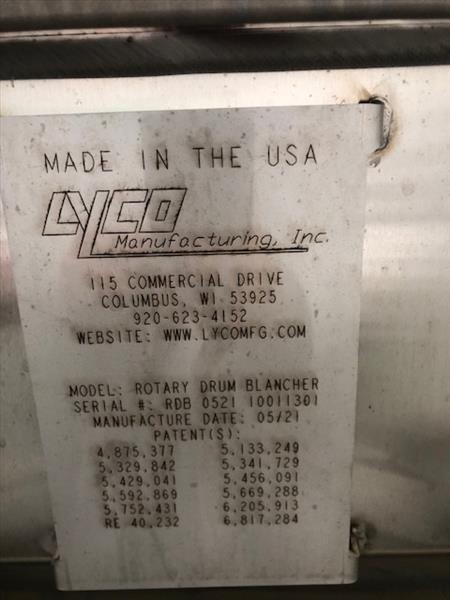 MADE IN THE USA
LYCO
Manufacturing, Inc.
115 COMMERCIAL DRIVE
COLUMBUS, WI 53925
920-623-4152
WEBSITE: WWW.LYCOMFG.COM
MODEL: ROTARY DRUM BLANCHER
SERIAL #: RDB 0521 10011301
MANUFACTURE DATE: 05/21
PATENT(S):
4,875,377 5,133,249
5,329,842 5,341,729
5,429,041 5,456,091
5,592,869 5,669,288
5,752,431 6,205,913
RE 40,232 6,817,284